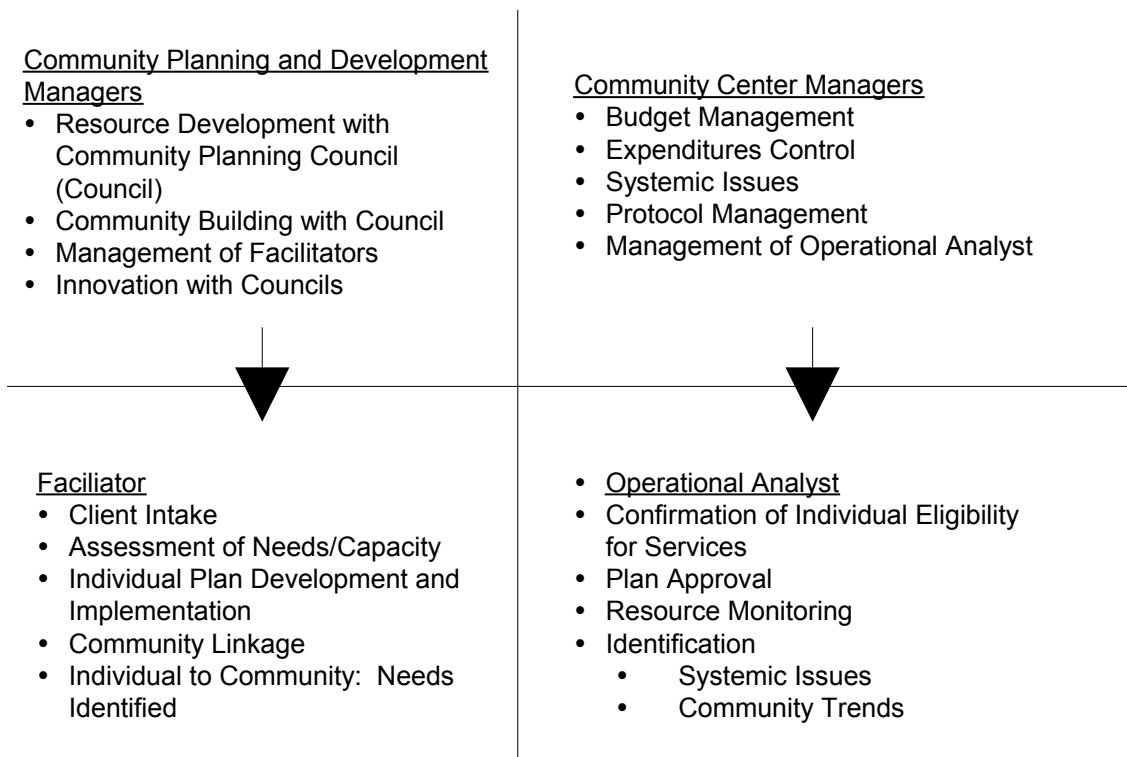 Community Planning and Development
Managers
• Resource Development with
Community Planning Council
(Council)
• Community Building with Council
• Management of Facilitators
• Innovation with Councils
Community Center Managers
• Budget Management
• Expenditures Control
• Systemic Issues
• Protocol Management
• Management of Operational Analyst
Faciliator
• Client Intake
• Assessment of Needs/Capacity
• Individual Plan Development and
Implementation
• Community Linkage
• Individual to Community:  Needs
Identified
• Operational Analyst
• Confirmation of Individual Eligibility
for Services
• Plan Approval
• Resource Monitoring
• Identification
• Systemic Issues
• Community Trends